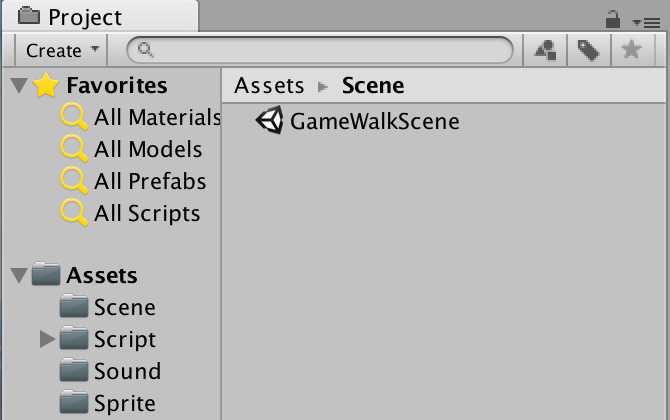 Project
Create
Favorites
All Materials
All Models
All Prefabs
All Scripts
Assets
Scene
Script
Sound
Sprite
Assets Scene
GameWalkScene